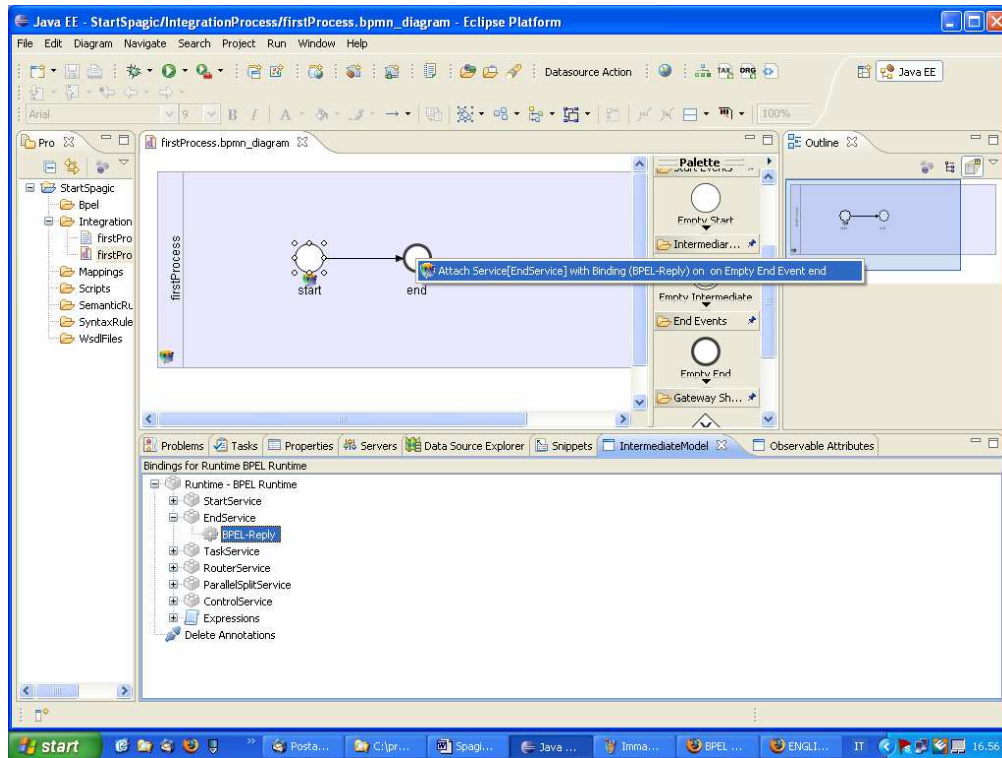 Java EE - StartSpagic/IntegrationProcess/firstProcess.bpmn_diagram - Eclipse Platform
File Edit Diagram Navigate Search Project Run Window Help
Datasource Action
TAX ORG
Java EE
Arial
9
B I A
100%
Pro
firstProcess.bpmn_diagram
Palette
Outline
StartSpagic
Bpel
Integration
firstPro
firstPro
Mappings
Scripts
SemanticRu
SyntaxRule
WsdlFiles
firstProcess
start
end
Attach Service[EndService] with Binding (BPEL-Reply) on on Empty End Event end
Start Events
Empty Start
Intermediar...
Empty Intermediate
End Events
Empty End
Gateway Sh...
Problems Tasks Properties Servers Data Source Explorer Snippets IntermediateModel Observable Attributes
Bindings for Runtime BPEL Runtime
Runtime - BPEL Runtime
StartService
EndService
BPEL-Reply
TaskService
RouterService
ParallelSplitService
ControlService
Expressions
Delete Annotations
start
Posta...
C:\pr...
Spagi...
Java ...
Imma...
BPEL ...
ENGLI...
IT
16.56